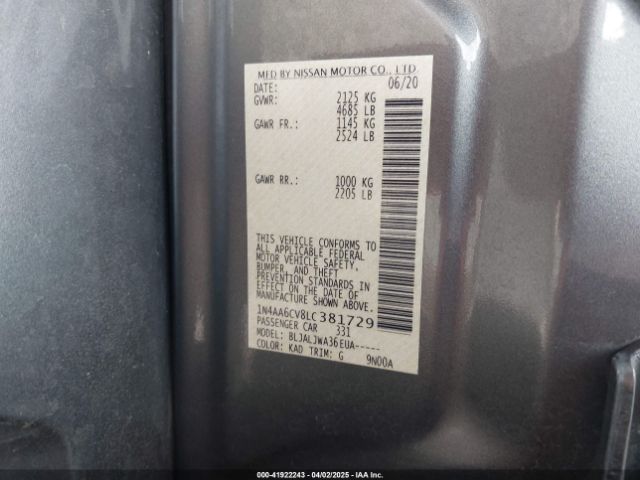 MFD BY NISSAN MOTOR CO., LTD.
DATE: 06/20
GVWR: 2125 KG
4685 LB
GAWR FR.: 1145 KG
2524 LB
GAWR RR.: 1000 KG
2205 LB
THIS VEHICLE CONFORMS TO
ALL APPLICABLE FEDERAL
MOTOR VEHICLE SAFETY,
BUMPER, AND THEFT
PREVENTION STANDARDS IN
EFFECT ON THE DATE OF
MANUFACTURE SHOWN ABOVE.
1N4AA6CV8LC381729
PASSENGER CAR 331
MODEL: BLJALJWA36EUA-----
COLOR: KAD TRIM: G 9N00A
000-41922243 | 04/02/2025 | IAA Inc.